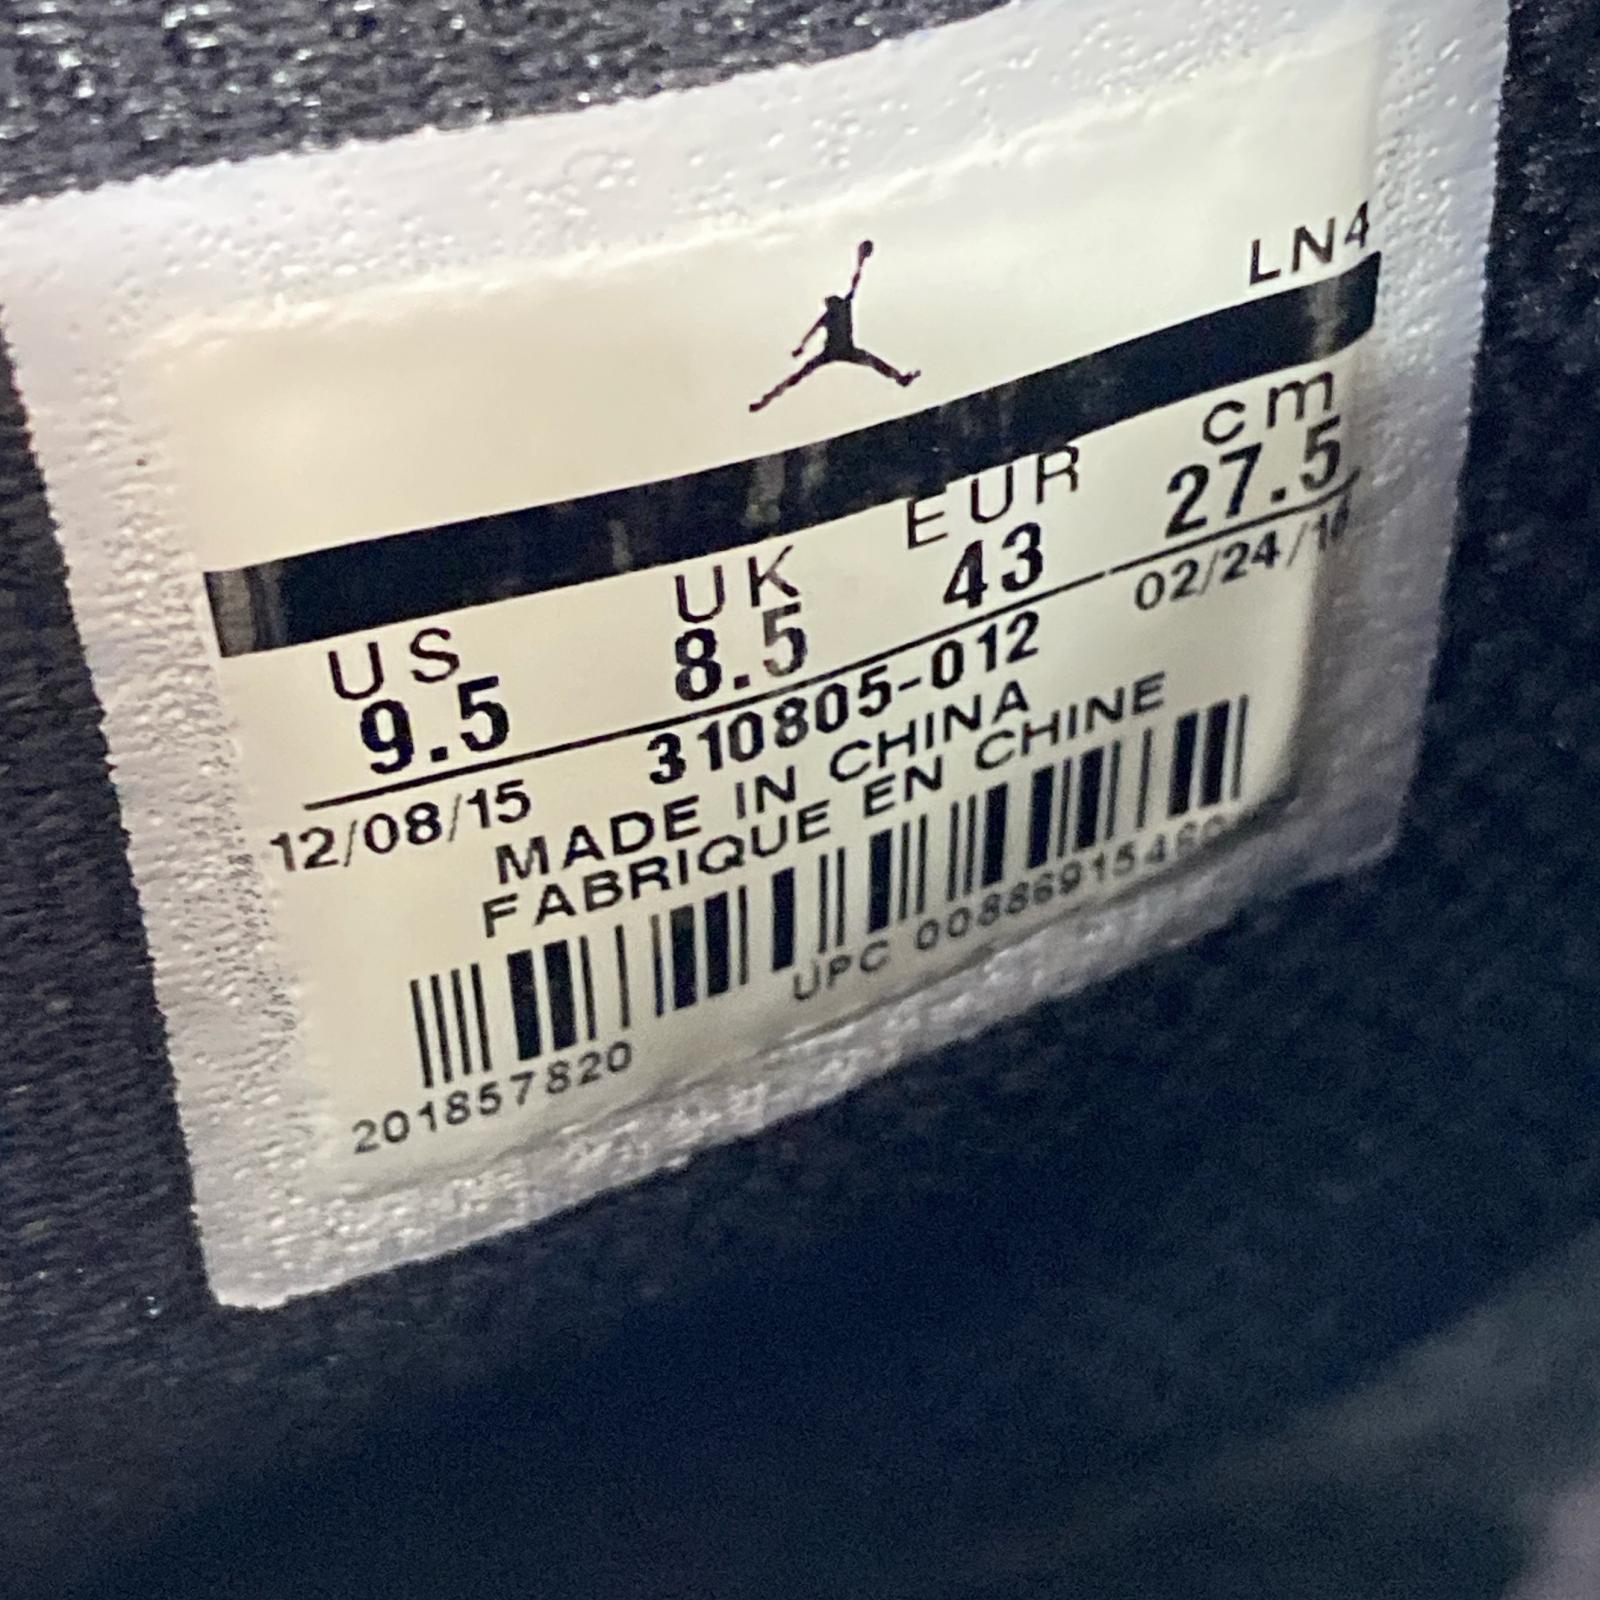 LN4
US UK EUR cm
9.5 8.5 43 27.5
12/08/15 310805-012
MADE IN CHINA
FABRIQUE EN CHINE
201857820 UPC